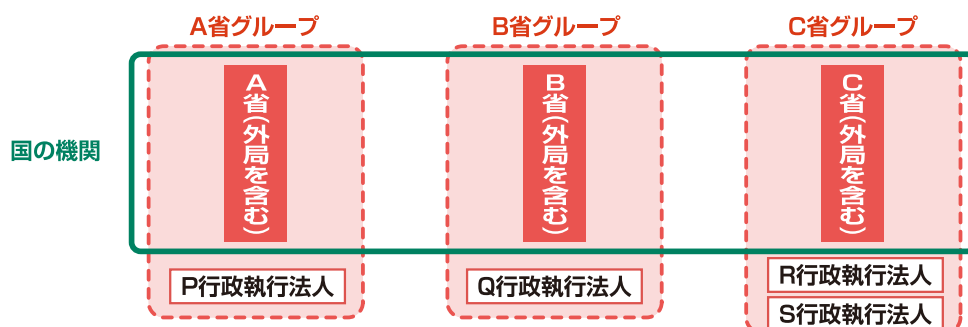 A省グループ
B省グループ
C省グループ
国の機関
A省(外局を含む)
B省(外局を含む)
C省(外局を含む)
P行政執行法人
Q行政執行法人
R行政執行法人
S行政執行法人